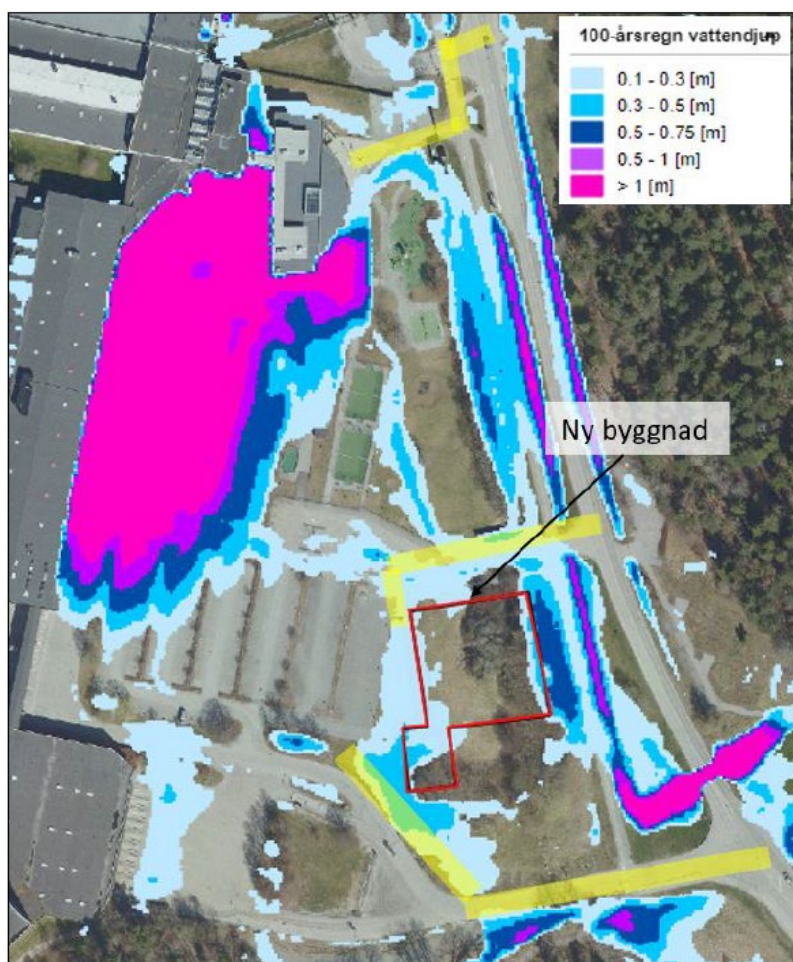 100-årsregn vattendjup
0.1 - 0.3 [m]
0.3 - 0.5 [m]
0.5 - 0.75 [m]
0.5 - 1 [m]
> 1 [m]
Ny byggnad